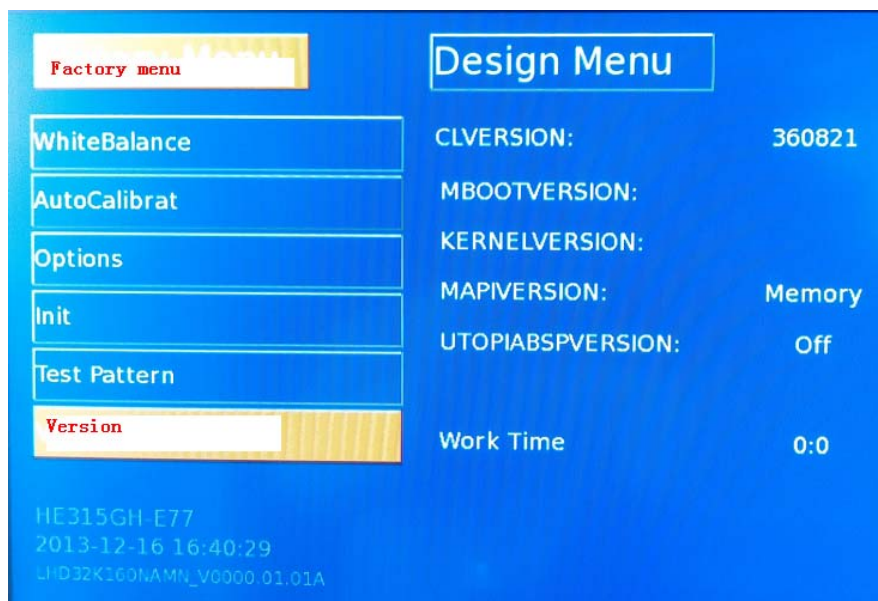 Factory menu
Design Menu
WhiteBalance
AutoCalibrat
Options
Init
Test Pattern
Version
CLVERSION: 360821
MBOOTVERSION:
KERNELVERSION:
MAPIVERSION: Memory
UTOPIABSPVERSION: Off
Work Time 0:0
HE315GH-E77
2013-12-16 16:40:29
LHD32K160NAMN_V0000.01.01A